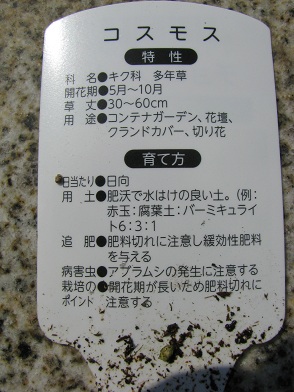 コスモス
特性
科名●キク科 多年草
開花期●5月～10月
草丈●30～60cm
用途●コンテナガーデン、花壇、
クランドカバー、切り花
育て方
日当たり●日向
用土●肥沃で水はけの良い土。(例:
赤玉:腐葉土:バーミキュライ
ト6:3:1
追肥●肥料切れに注意し緩効性肥料
を与える
病害虫●アブラムシの発生に注意する
栽培の●開花期が長いため肥料切れに
ポイント 注意する